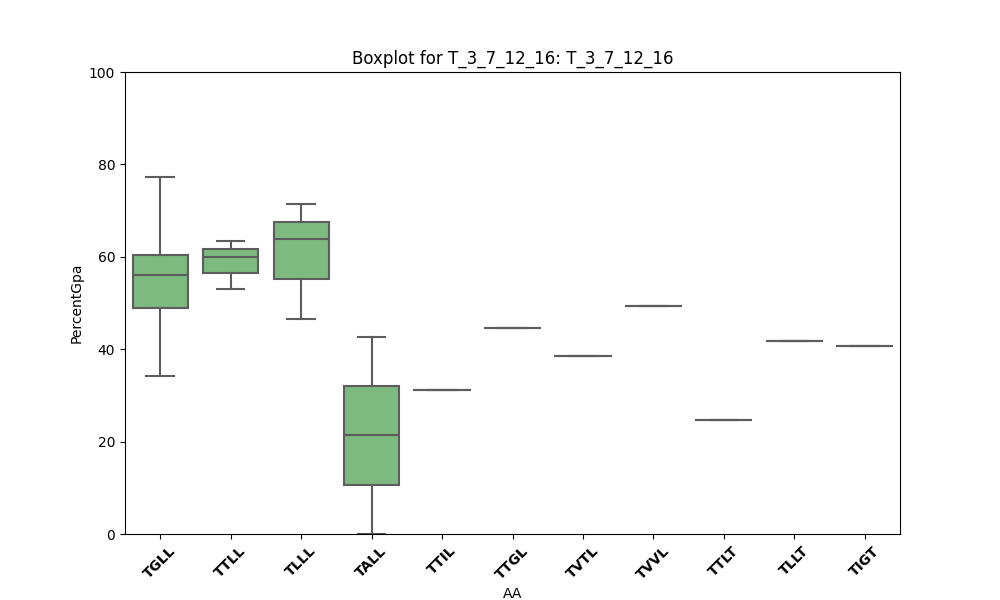 Boxplot for T_3_7_12_16: T_3_7_12_16
100
80
60
40
20
0
PercentGpa
TGLL TTLL TLLL TALL TTIL TTGL TVTL TVVL TTLT TLLT TIGT
AA